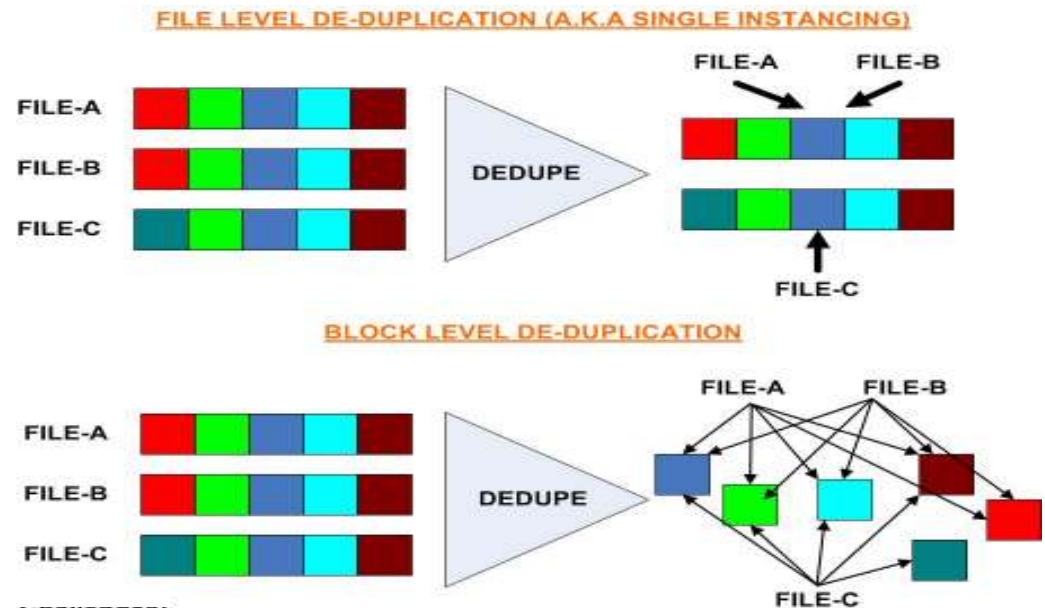 FILE LEVEL DE-DUPLICATION (A.K.A SINGLE INSTANCING)
FILE-A
FILE-B
FILE-A
FILE-B
DEDUPE
FILE-C
FILE-C
BLOCK LEVEL DE-DUPLICATION
FILE-A
FILE-B
FILE-A
FILE-B
DEDUPE
FILE-C
FILE-C